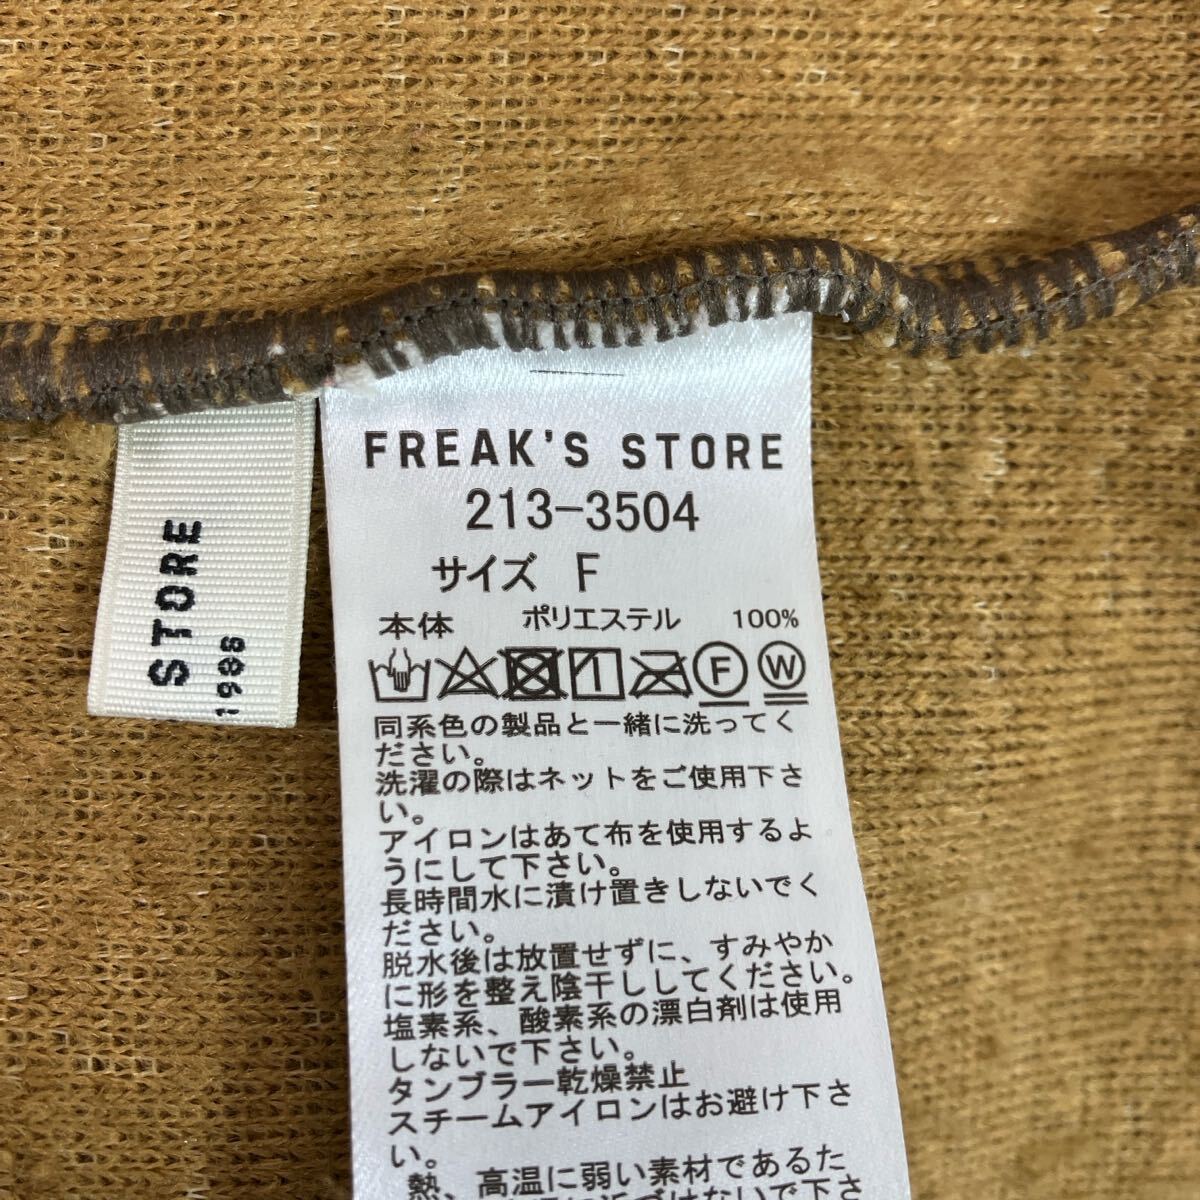 STORE
1986
FREAK'S STORE
213-3504
サイズ F
本体 ポリエステル 100%
F W
同系色の製品と一緒に洗ってく
ださい。
洗濯の際はネットをご使用下さ
い。
アイロンはあて布を使用するよ
うにして下さい。
長時間水に漬け置きしないでく
ださい。
脱水後は放置せずに、すみやか
に形を整え陰干ししてください。
塩素系、酸素系の漂白剤は使用
しないで下さい。
タンブラー乾燥禁止
スチームアイロンはお避け下さ
い。
熱、高温に弱い素材であるた